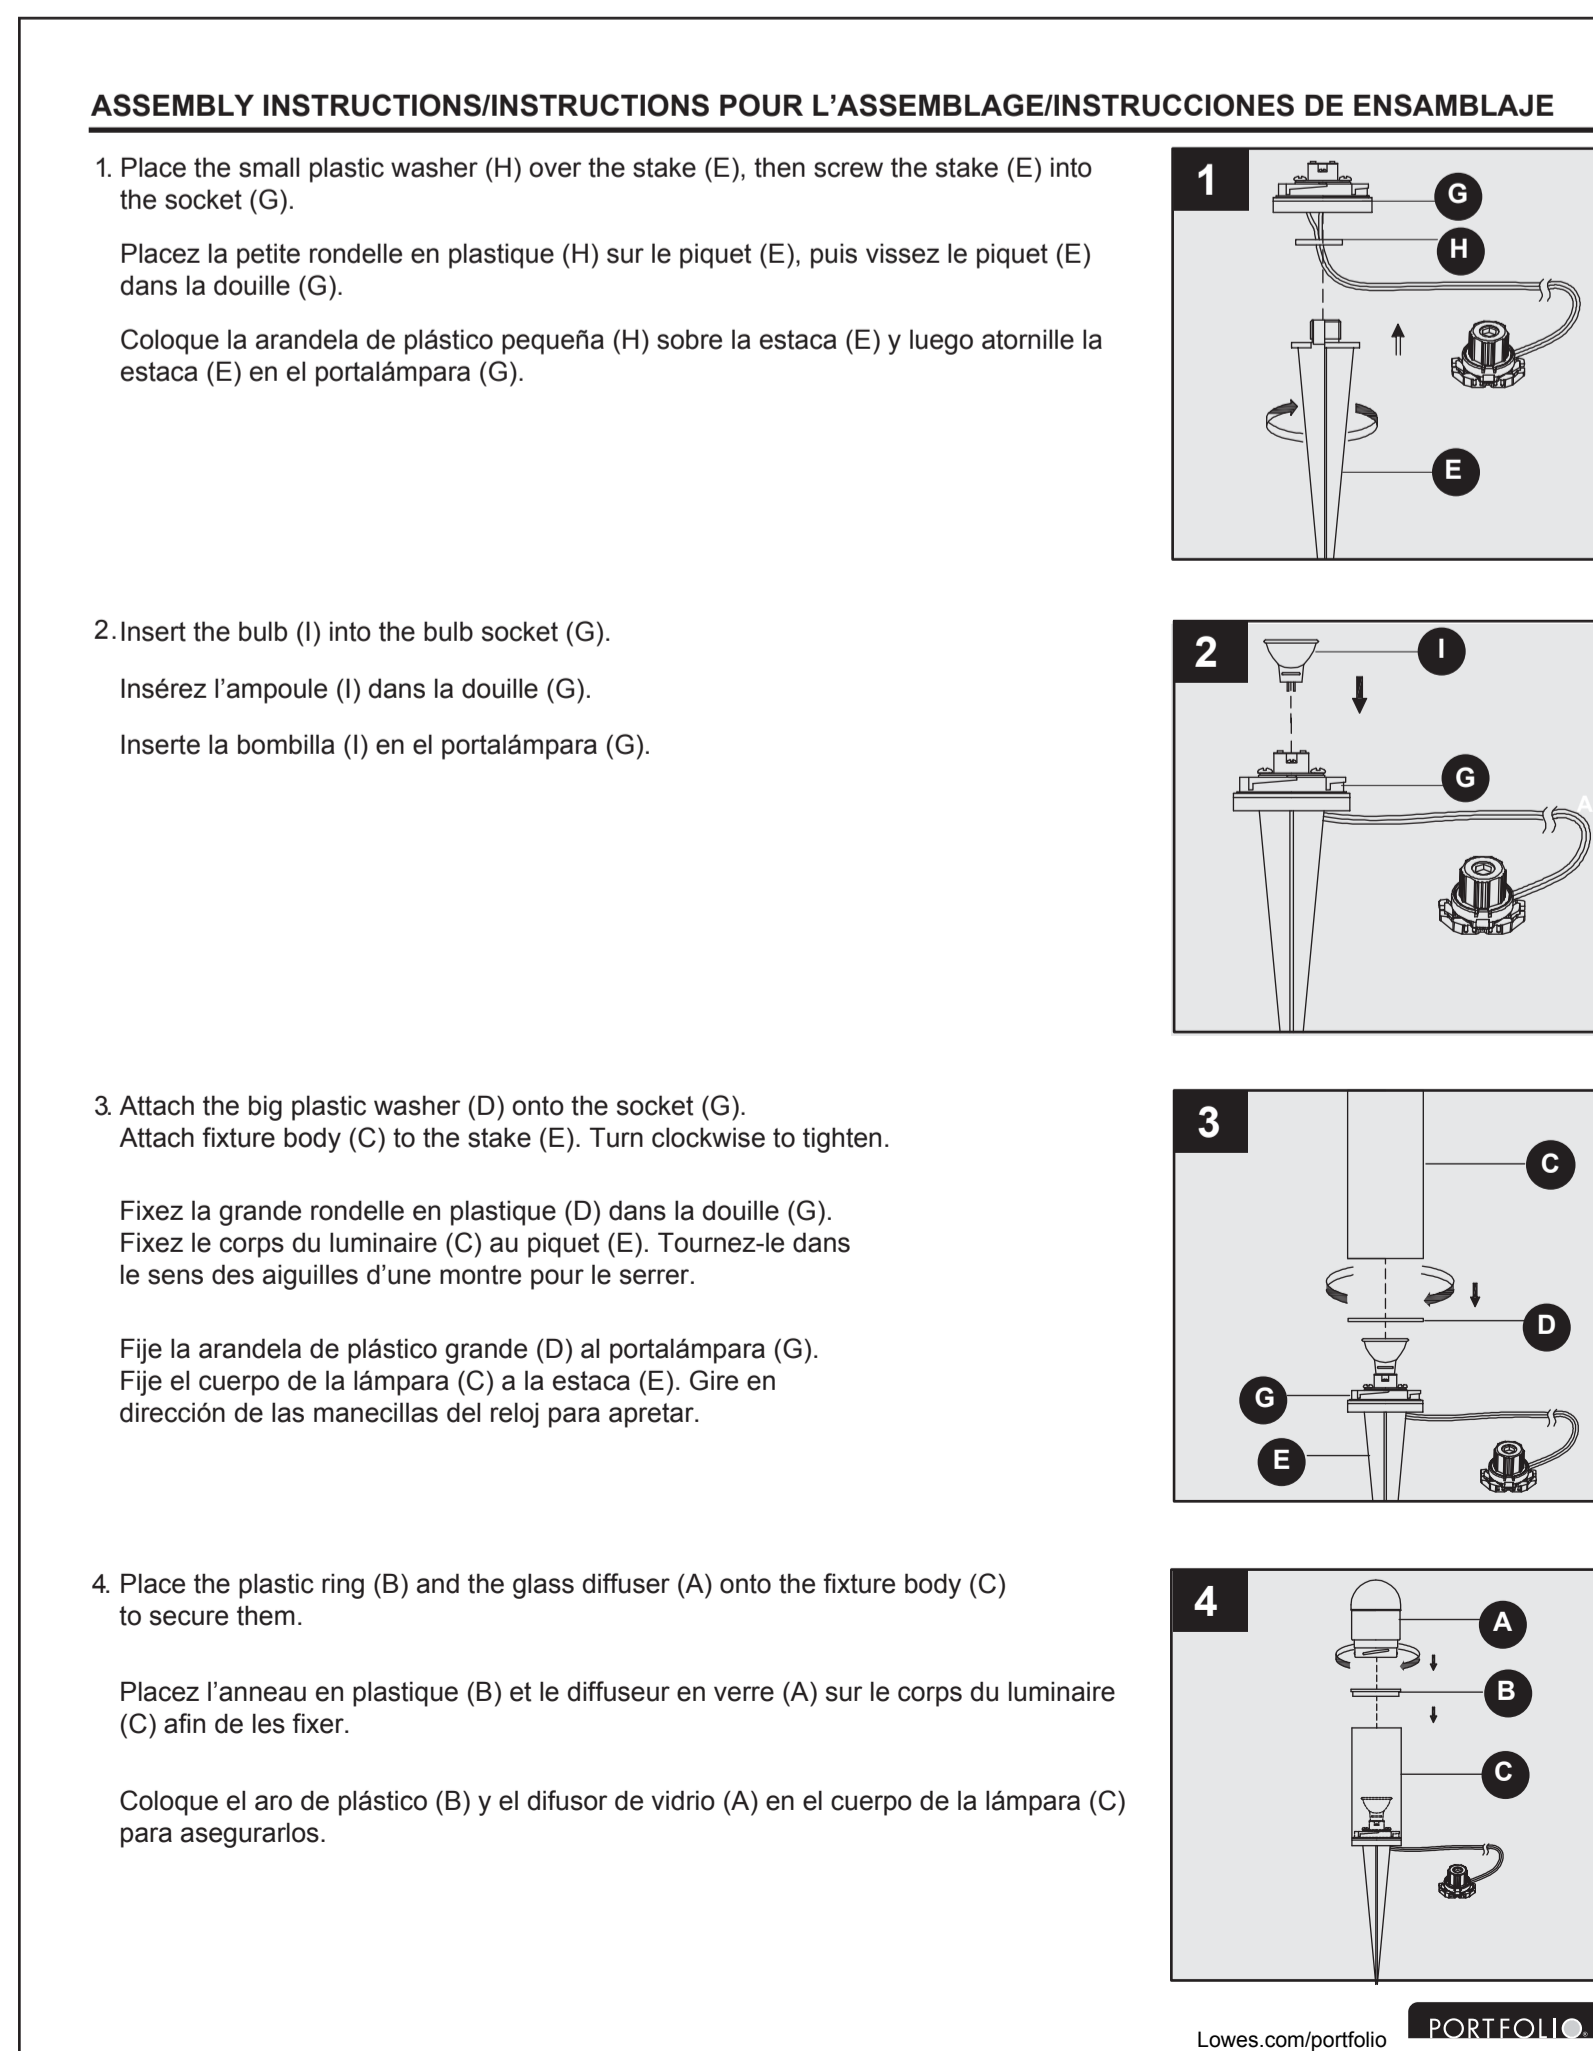 ASSEMBLY INSTRUCTIONS/INSTRUCTIONS POUR L'ASSEMBLAGE/INSTRUCCIONES DE ENSAMBLAJE
1. Place the small plastic washer (H) over the stake (E), then screw the stake (E) into
the socket (G).
Placez la petite rondelle en plastique (H) sur le piquet (E), puis vissez le piquet (E)
dans la douille (G).
Coloque la arandela de plástico pequeña (H) sobre la estaca (E) y luego atornille la
estaca (E) en el portalámpara (G).
1
G
H
E
2. Insert the bulb (I) into the bulb socket (G).
Insérez l’ampoule (I) dans la douille (G).
Inserte la bombilla (I) en el portalámpara (G).
2
I
G
A
3. Attach the big plastic washer (D) onto the socket (G).
Attach fixture body (C) to the stake (E). Turn clockwise to tighten.
Fixez la grande rondelle en plastique (D) dans la douille (G).
Fixez le corps du luminaire (C) au piquet (E). Tournez-le dans
le sens des aiguilles d’une montre pour le serrer.
Fije la arandela de plástico grande (D) al portalámpara (G).
Fije el cuerpo de la lámpara (C) a la estaca (E). Gire en
dirección de las manecillas del reloj para apretar.
3
C
D
G
E
4. Place the plastic ring (B) and the glass diffuser (A) onto the fixture body (C)
to secure them.
Placez l’anneau en plastique (B) et le diffuseur en verre (A) sur le corps du luminaire
(C) afin de les fixer.
Coloque el aro de plástico (B) y el difusor de vidrio (A) en el cuerpo de la lámpara (C)
para asegurarlos.
4
A
B
C
Lowes.com/portfolio
PORTFOLIO®